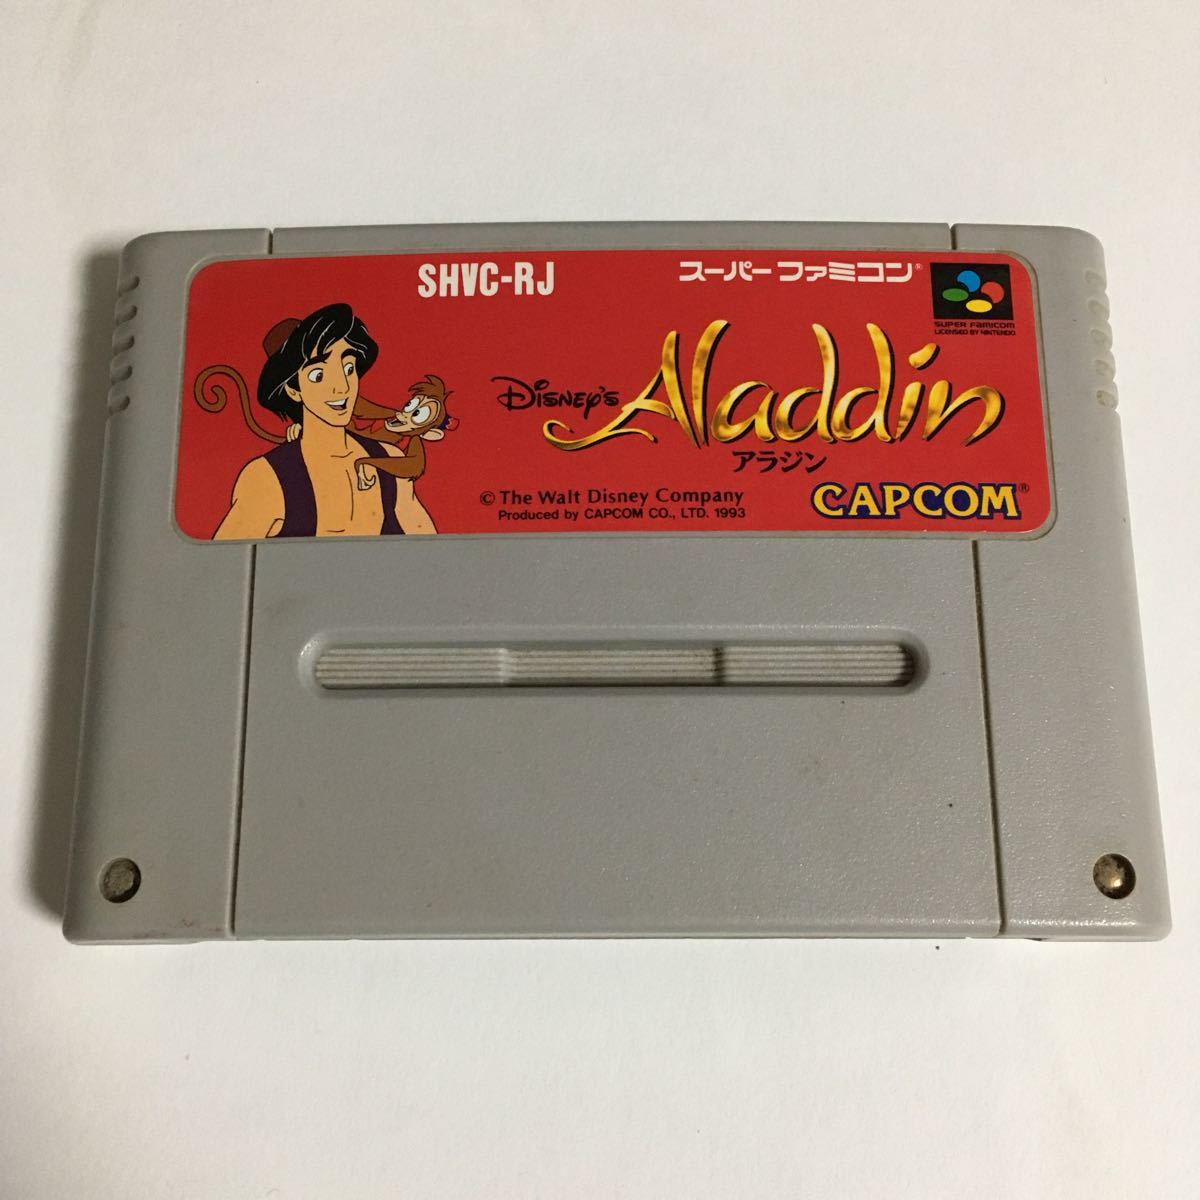 SHVC-RJ
スーパーファミコン®
SUPER FAMICOM
LICENSED BY NINTENDO
DISNEY'S
Aladdin
アラジン
© The Walt Disney Company
Produced by CAPCOM CO., LTD. 1993
CAPCOM®